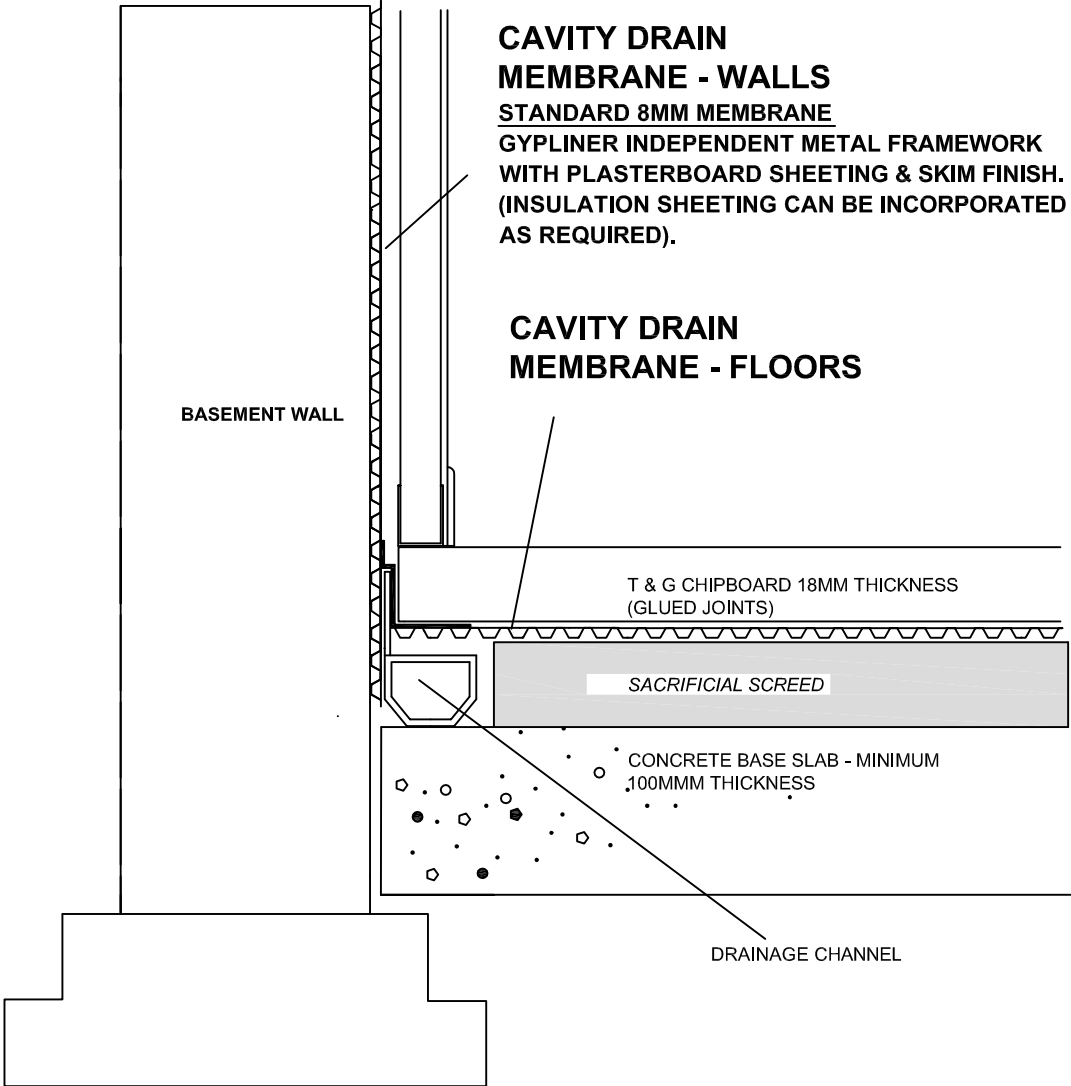 CAVITY DRAIN
MEMBRANE - WALLS
STANDARD 8MM MEMBRANE
GYPLINER INDEPENDENT METAL FRAMEWORK
WITH PLASTERBOARD SHEETING & SKIM FINISH.
(INSULATION SHEETING CAN BE INCORPORATED
AS REQUIRED).
CAVITY DRAIN
MEMBRANE - FLOORS
BASEMENT WALL
T & G CHIPBOARD 18MM THICKNESS
(GLUED JOINTS)
SACRIFICIAL SCREED
CONCRETE BASE SLAB - MINIMUM
100MMM THICKNESS
DRAINAGE CHANNEL